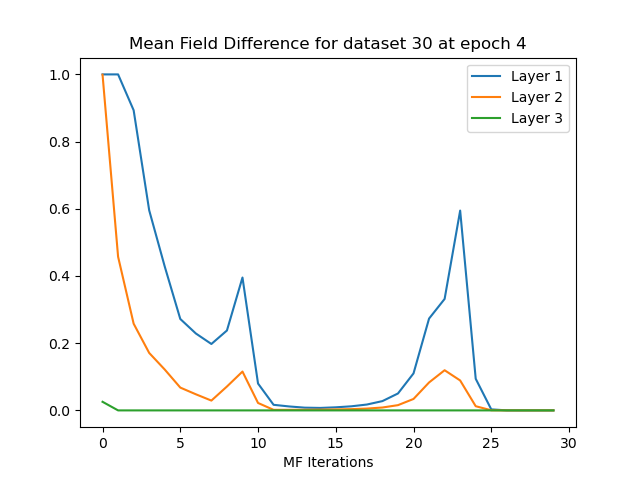 Mean Field Difference for dataset 30 at epoch 4
Layer 1
Layer 2
Layer 3
1.0
0.8
0.6
0.4
0.2
0.0
0 5 10 15 20 25 30
MF Iterations